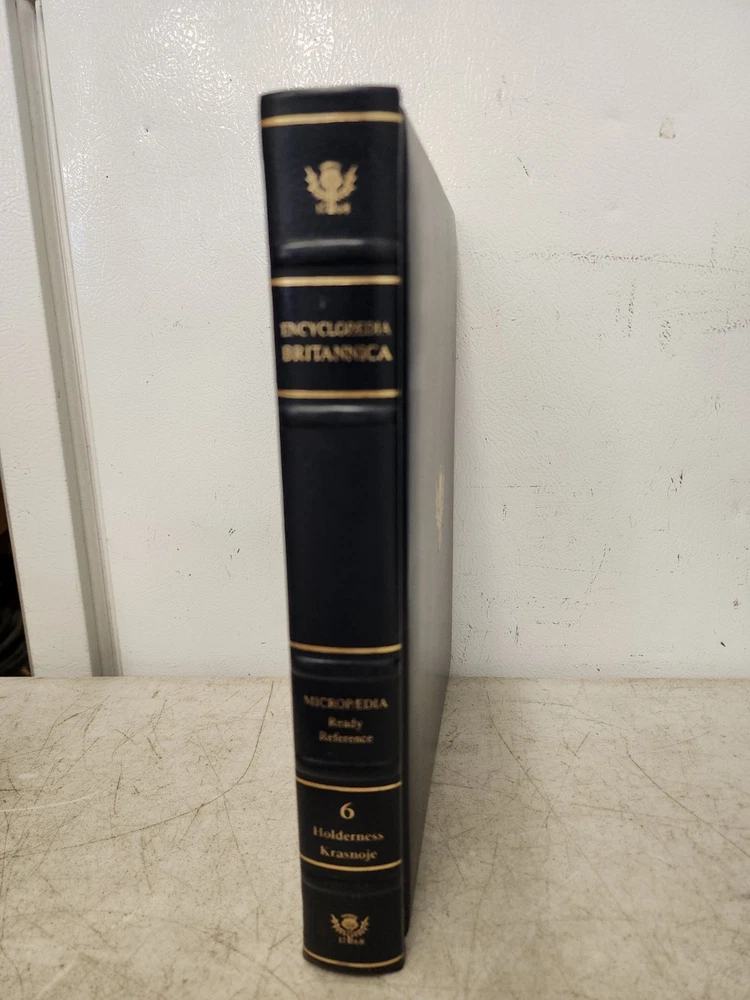 ENCYCLOPÆDIA
BRITANNICA
MICROPÆDIA
Ready
Reference
6
Holderness
Krasnoje